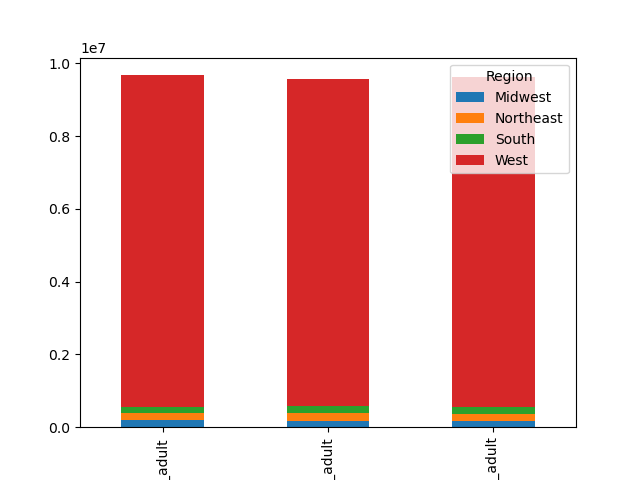 1e7
1.0
0.8
0.6
0.4
0.2
0.0
Region
Midwest
Northeast
South
West
_adult
_adult
_adult